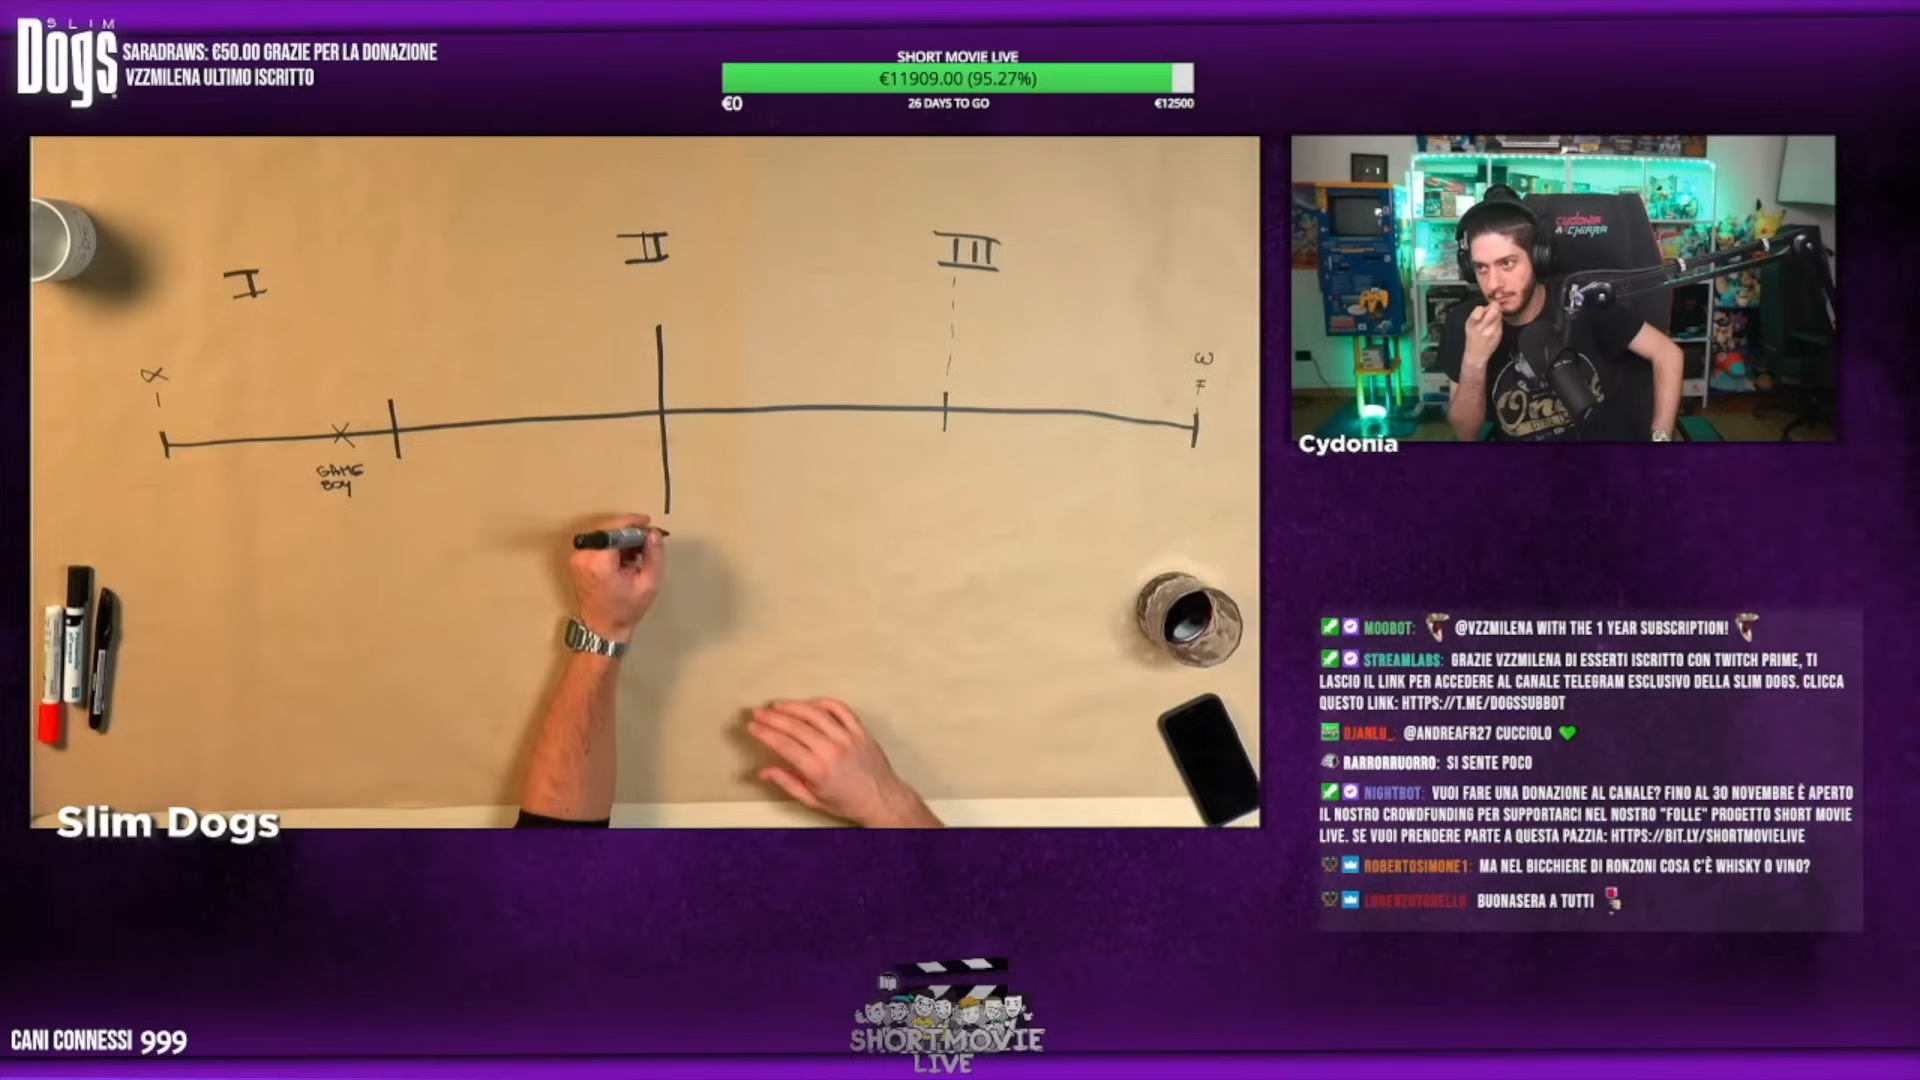 SLIM
Dogs
SARADRAWS: €50.00 GRAZIE PER LA DONAZIONE
VZZMILENA ULTIMO ISCRITTO
SHORT MOVIE LIVE
€11909.00 (95.27%)
€0
26 DAYS TO GO
€12500
I
II
III
α
ω
GAME
BOY
CYDONIA
& CHIARA
Cydonia
Slim Dogs
MOOBOT: @VZZMILENA WITH THE 1 YEAR SUBSCRIPTION!
STREAMLABS: GRAZIE VZZMILENA DI ESSERTI ISCRITTO CON TWITCH PRIME, TI
LASCIO IL LINK PER ACCEDERE AL CANALE TELEGRAM ESCLUSIVO DELLA SLIM DOGS. CLICCA
QUESTO LINK: HTTPS://T.ME/DOGSSUBBOT
DJANLU_: @ANDREAFR27 CUCCIOLO
RARRORRUORRO: SI SENTE POCO
NIGHTBOT: VUOI FARE UNA DONAZIONE AL CANALE? FINO AL 30 NOVEMBRE È APERTO
IL NOSTRO CROWDFUNDING PER SUPPORTARCI NEL NOSTRO "FOLLE" PROGETTO SHORT MOVIE
LIVE. SE VUOI PRENDERE PARTE A QUESTA PAZZIA: HTTPS://BIT.LY/SHORTMOVIELIVE
ROBERTOSIMONE1: MA NEL BICCHIERE DI RONZONI COSA C'È WHISKY O VINO?
LORENZOTORELLO: BUONASERA A TUTTI
CANI CONNESSI 999
SHORTMOVIE
LIVE